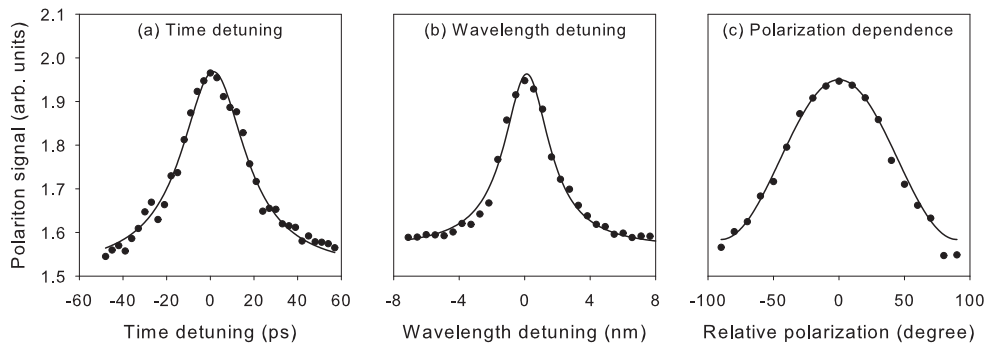 (a) Time detuning
(b) Wavelength detuning
(c) Polarization dependence
Polariton signal (arb. units)
2.1
2.0
1.9
1.8
1.7
1.6
1.5
-60 -40 -20 0 20 40 60
-8 -4 0 4 8
-100 -50 0 50 100
Time detuning (ps)
Wavelength detuning (nm)
Relative polarization (degree)